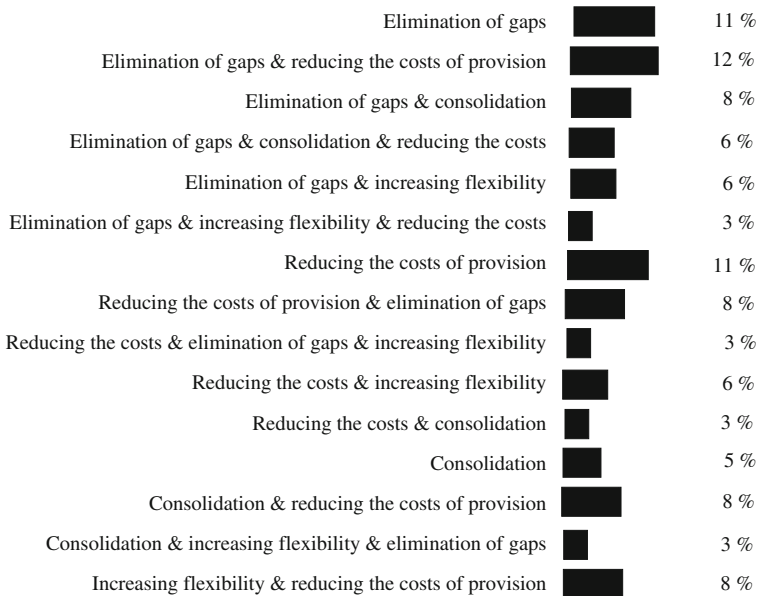 Elimination of gaps 11 %
Elimination of gaps & reducing the costs of provision 12 %
Elimination of gaps & consolidation 8 %
Elimination of gaps & consolidation & reducing the costs 6 %
Elimination of gaps & increasing flexibility 6 %
Elimination of gaps & increasing flexibility & reducing the costs 3 %
Reducing the costs of provision 11 %
Reducing the costs of provision & elimination of gaps 8 %
Reducing the costs & elimination of gaps & increasing flexibility 3 %
Reducing the costs & increasing flexibility 6 %
Reducing the costs & consolidation 3 %
Consolidation 5 %
Consolidation & reducing the costs of provision 8 %
Consolidation & increasing flexibility & elimination of gaps 3 %
Increasing flexibility & reducing the costs of provision 8 %